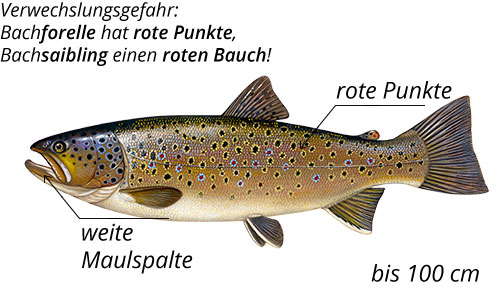 Verwechslungsgefahr:
Bachforelle hat rote Punkte,
Bachsaibling einen roten Bauch!
rote Punkte
weite
Maulspalte
bis 100 cm